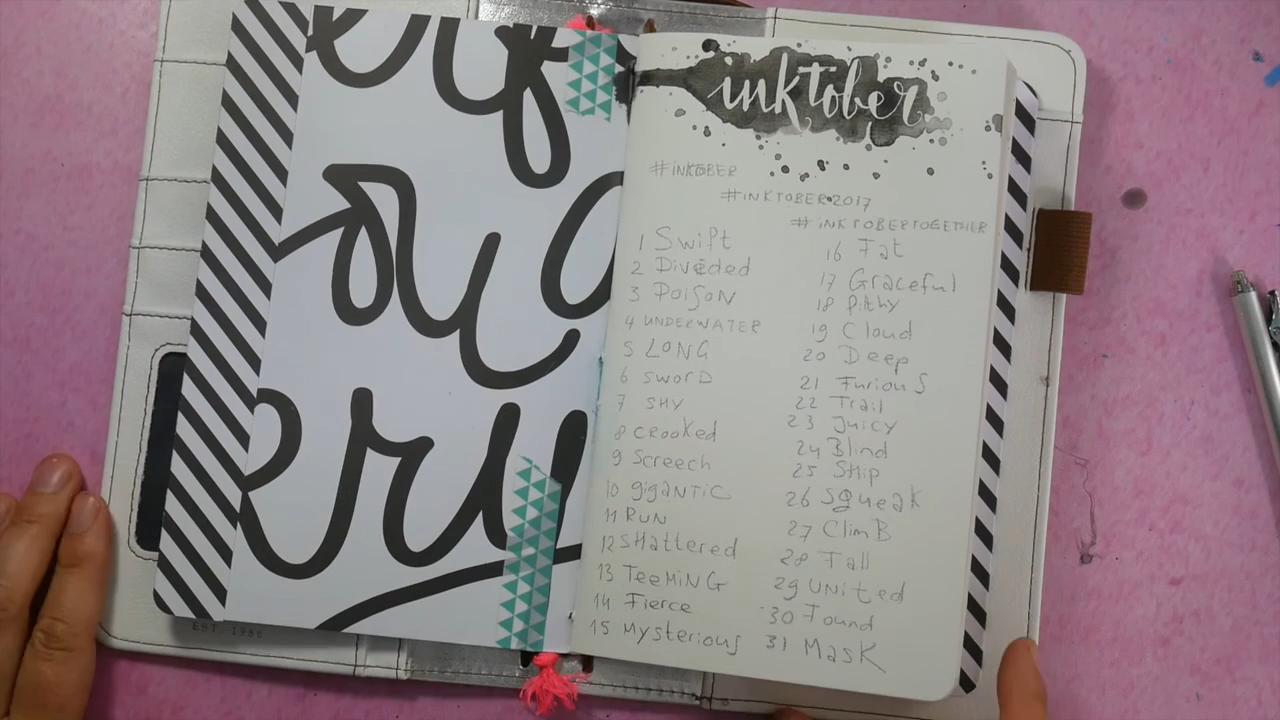 inktober
#INKTOBER
#INKTOBER2017
#INKTOBERTOGETHER
1 Swift
2 Divided
3 Poison
4 UNDERWATER
5 LONG
6 sword
7 SHY
8 crooked
9 Screech
10 gigantic
11 RUN
12 SHattered
13 TeeMiNG
14 Fierce
15 Mysterious
16 Fat
17 Graceful
18 Filthy
19 Cloud
20 Deep
21 Furious
22 Trail
23 Juicy
24 Blind
25 Ship
26 Squeak
27 ClimB
28 Fall
29 UNited
30 Found
31 Mask
EST. 1986